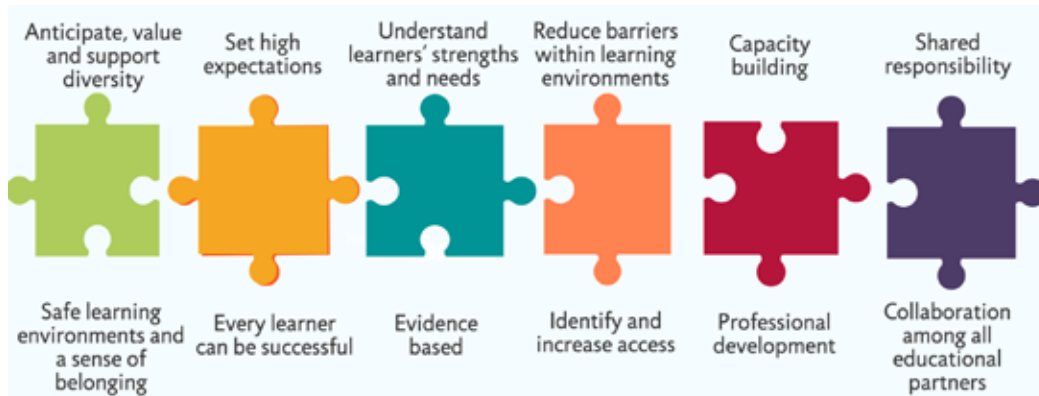 Anticipate, value
and support
diversity
Set high
expectations
Understand
learners' strengths
and needs
Reduce barriers
within learning
environments
Capacity
building
Shared
responsibility
Safe learning
environments and
a sense of
belonging
Every learner
can be successful
Evidence
based
Identify and
increase access
Professional
development
Collaboration
among all
educational
partners